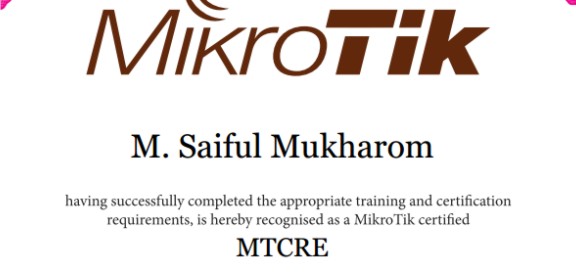 MikroTik
M. Saiful Mukharom
having successfully completed the appropriate training and certification
requirements, is hereby recognised as a MikroTik certified
MTCRE